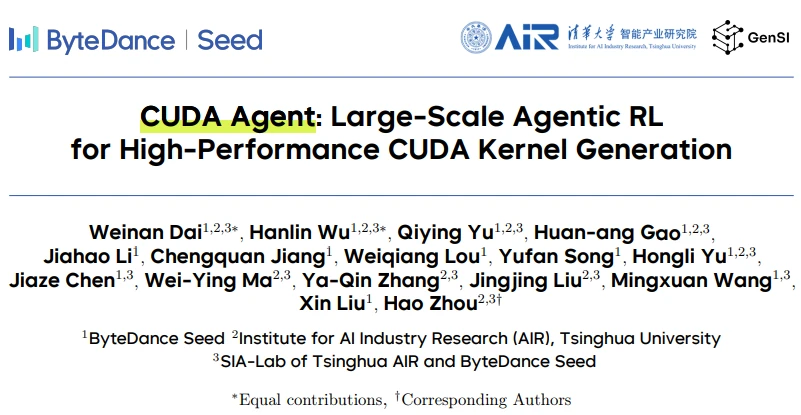 ByteDance | Seed
AIR 清华大学 智能产业研究院
Institute for AI Industry Research, Tsinghua University
GenSI
CUDA Agent: Large-Scale Agentic RL
for High-Performance CUDA Kernel Generation
Weinan Dai1,2,3∗, Hanlin Wu1,2,3∗, Qiying Yu1,2,3, Huan-ang Gao1,2,3,
Jiahao Li1, Chengquan Jiang1, Weiqiang Lou1, Yufan Song1, Hongli Yu1,2,3,
Jiaze Chen1,3, Wei-Ying Ma2,3, Ya-Qin Zhang2,3, Jingjing Liu2,3, Mingxuan Wang1,3,
Xin Liu1, Hao Zhou2,3†
1ByteDance Seed 2Institute for AI Industry Research (AIR), Tsinghua University
3SIA-Lab of Tsinghua AIR and ByteDance Seed
∗Equal contributions, †Corresponding Authors